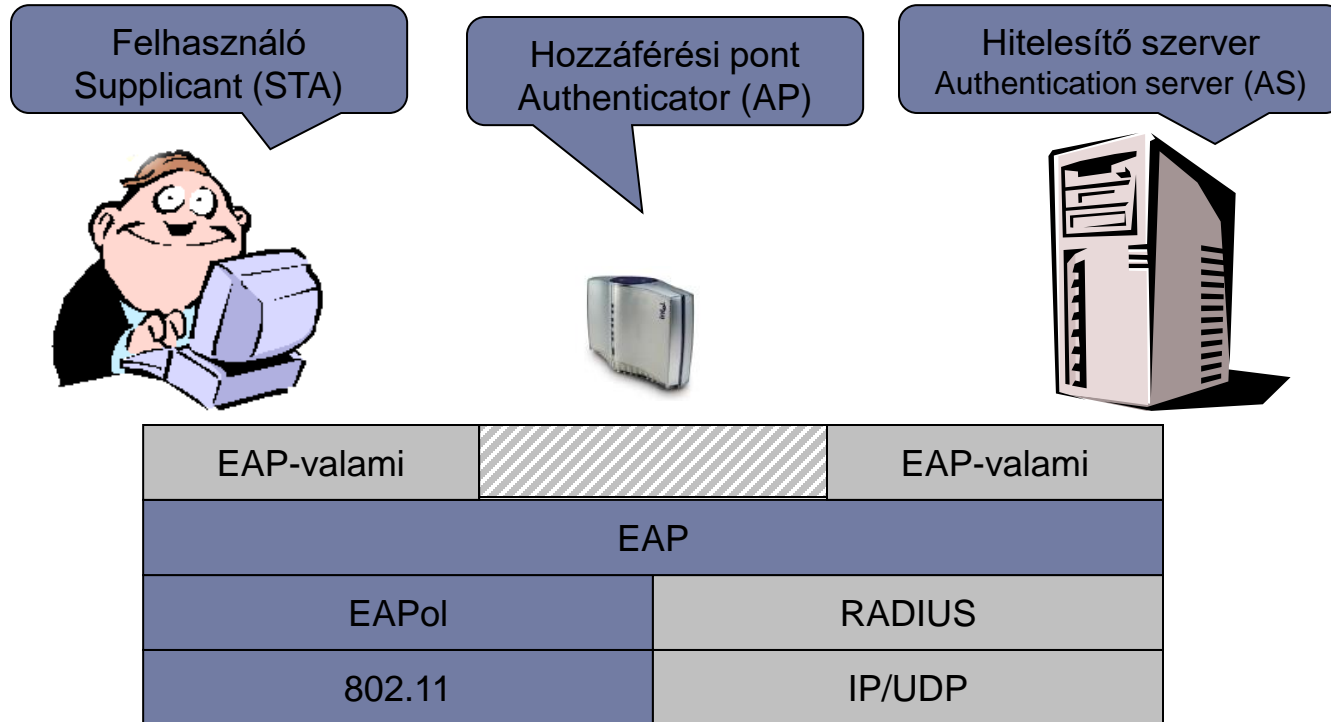 Felhasználó
Supplicant (STA)
Hozzáférési pont
Authenticator (AP)
Hitelesítő szerver
Authentication server (AS)
EAP-valami
EAP-valami
EAP
EAPol
RADIUS
802.11
IP/UDP